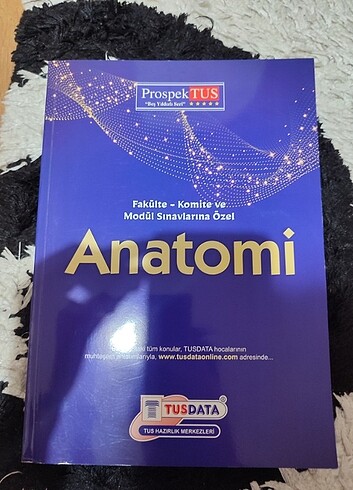 ProspekTUS
"Beş Yıldızlı Seri" ★★★★★
Fakülte - Komite ve
Modül Sınavlarına Özel
Anatomi
tüm konular, TUSDATA hocalarının
www.tusdataonline.com adresinde...
TUSDATA
TUS HAZIRLIK MERKEZLERİ